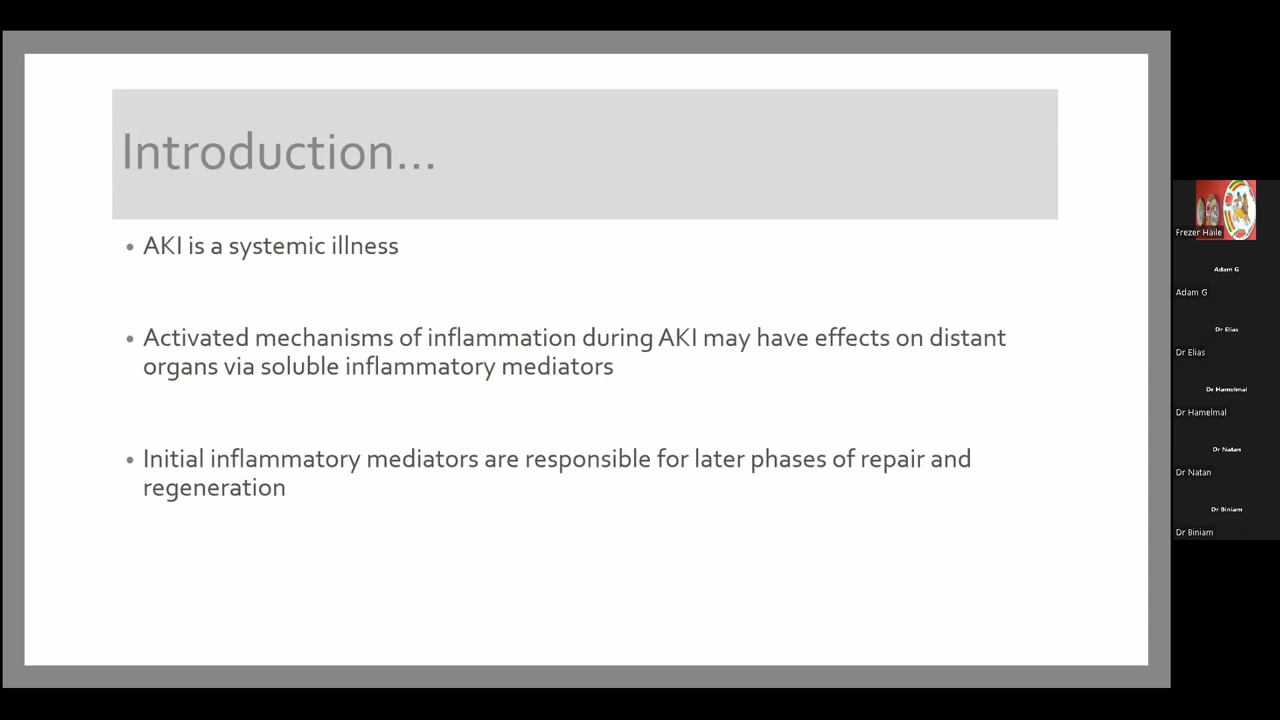 Introduction...
• AKI is a systemic illness
• Activated mechanisms of inflammation during AKI may have effects on distant
organs via soluble inflammatory mediators
• Initial inflammatory mediators are responsible for later phases of repair and
regeneration
Frezer Haile
Adam G
Adam G
Dr Elias
Dr Elias
Dr Hamelmal
Dr Hamelmal
Dr Natan
Dr Natan
Dr Biniam
Dr Biniam